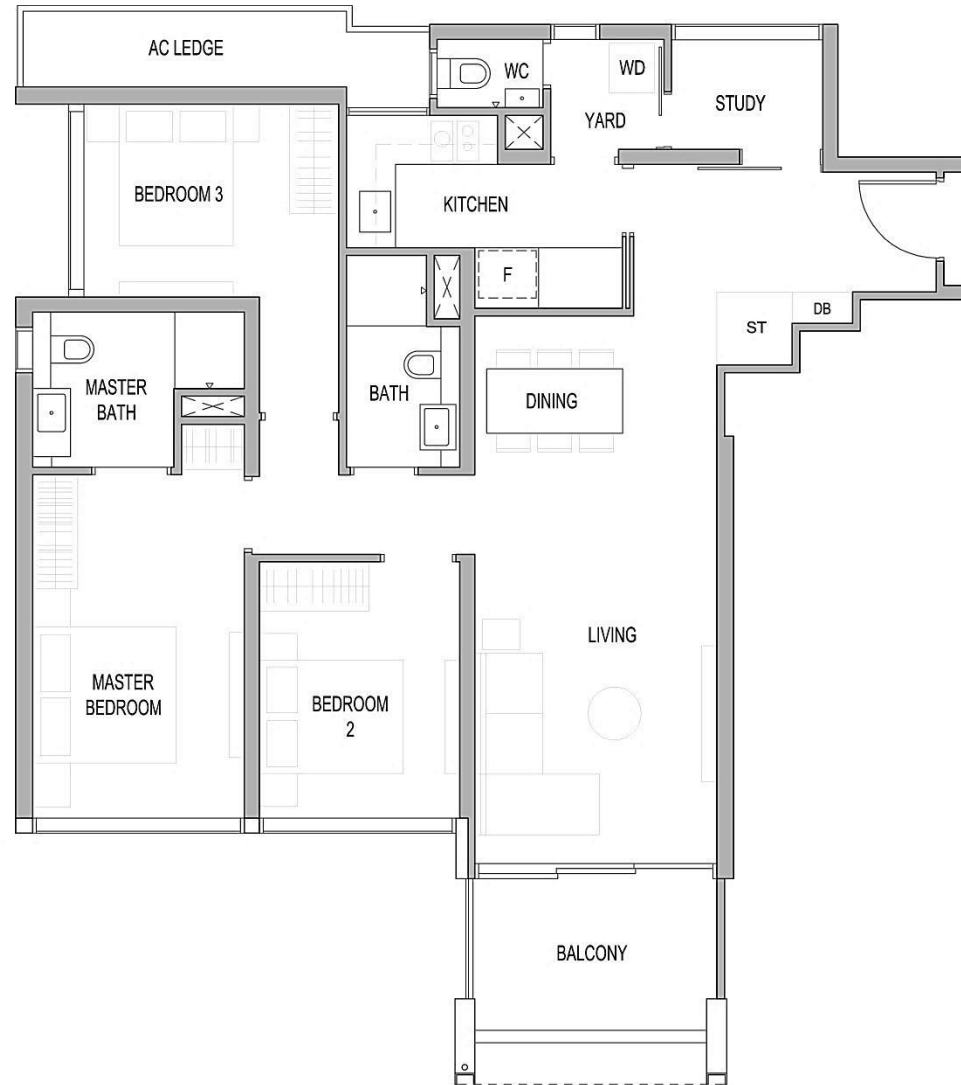 AC LEDGE
WC
WD
STUDY
YARD
BEDROOM 3
KITCHEN
F
ST
DB
MASTER
BATH
BATH
DINING
LIVING
MASTER
BEDROOM
BEDROOM
2
BALCONY